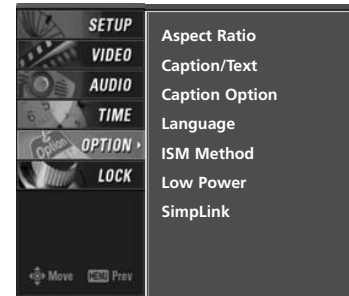 SETUP
VIDEO
AUDIO
TIME
OPTION
LOCK
Move MENU Prev
Aspect Ratio
Caption/Text
Caption Option
Language
ISM Method
Low Power
SimpLink